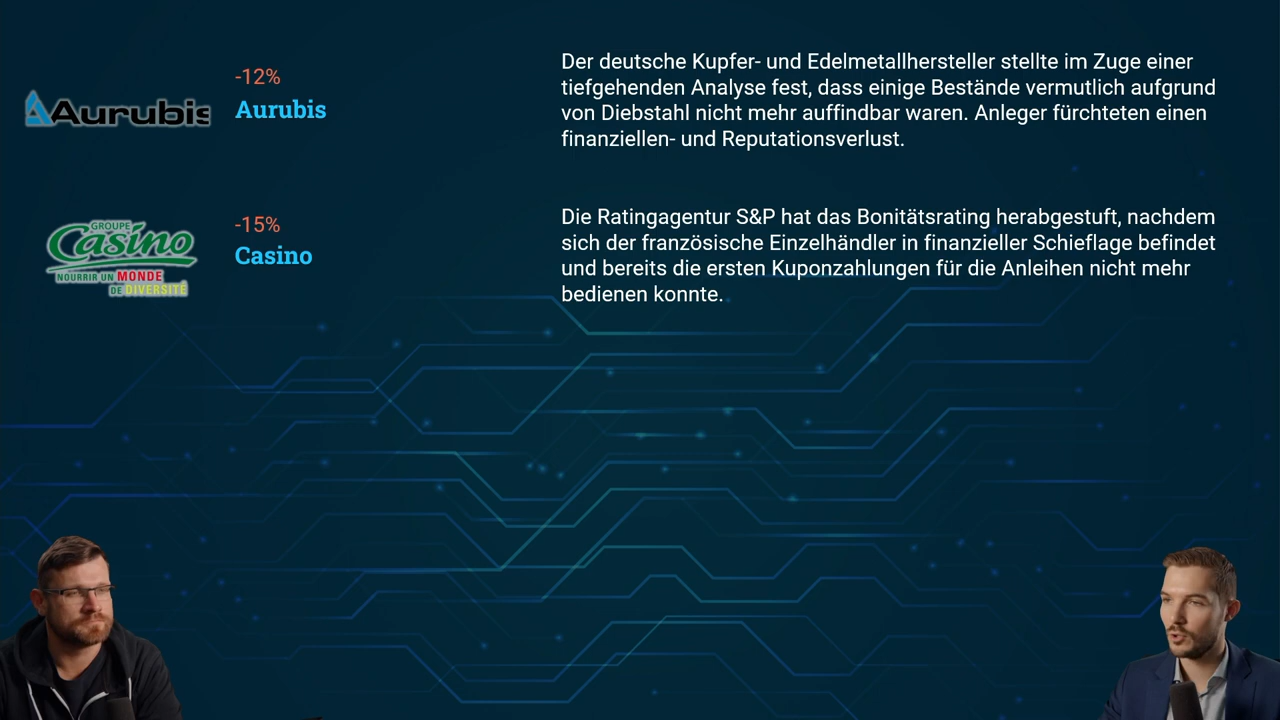 -12%
Aurubis
Aurubis
Der deutsche Kupfer- und Edelmetallhersteller stellte im Zuge einer
tiefgehenden Analyse fest, dass einige Bestände vermutlich aufgrund
von Diebstahl nicht mehr auffindbar waren. Anleger fürchteten einen
finanziellen- und Reputationsverlust.
GROUPE
Casino
NOURRIR UN MONDE
DE DIVERSITÉ
-15%
Casino
Die Ratingagentur S&P hat das Bonitätsrating herabgestuft, nachdem
sich der französische Einzelhändler in finanzieller Schieflage befindet
und bereits die ersten Kuponzahlungen für die Anleihen nicht mehr
bedienen konnte.